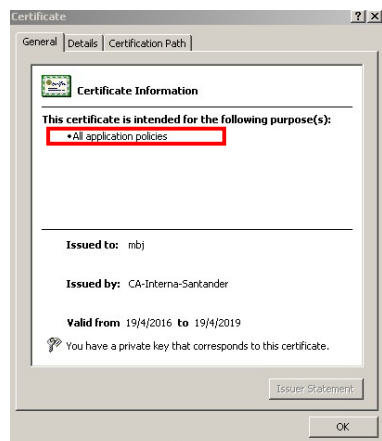 Certificate
General Details Certification Path
Certificate Information
This certificate is intended for the following purpose(s):
•All application policies
Issued to: mbj
Issued by: CA-Interna-Santander
Valid from 19/4/2016 to 19/4/2019
You have a private key that corresponds to this certificate.
Issuer Statement
OK